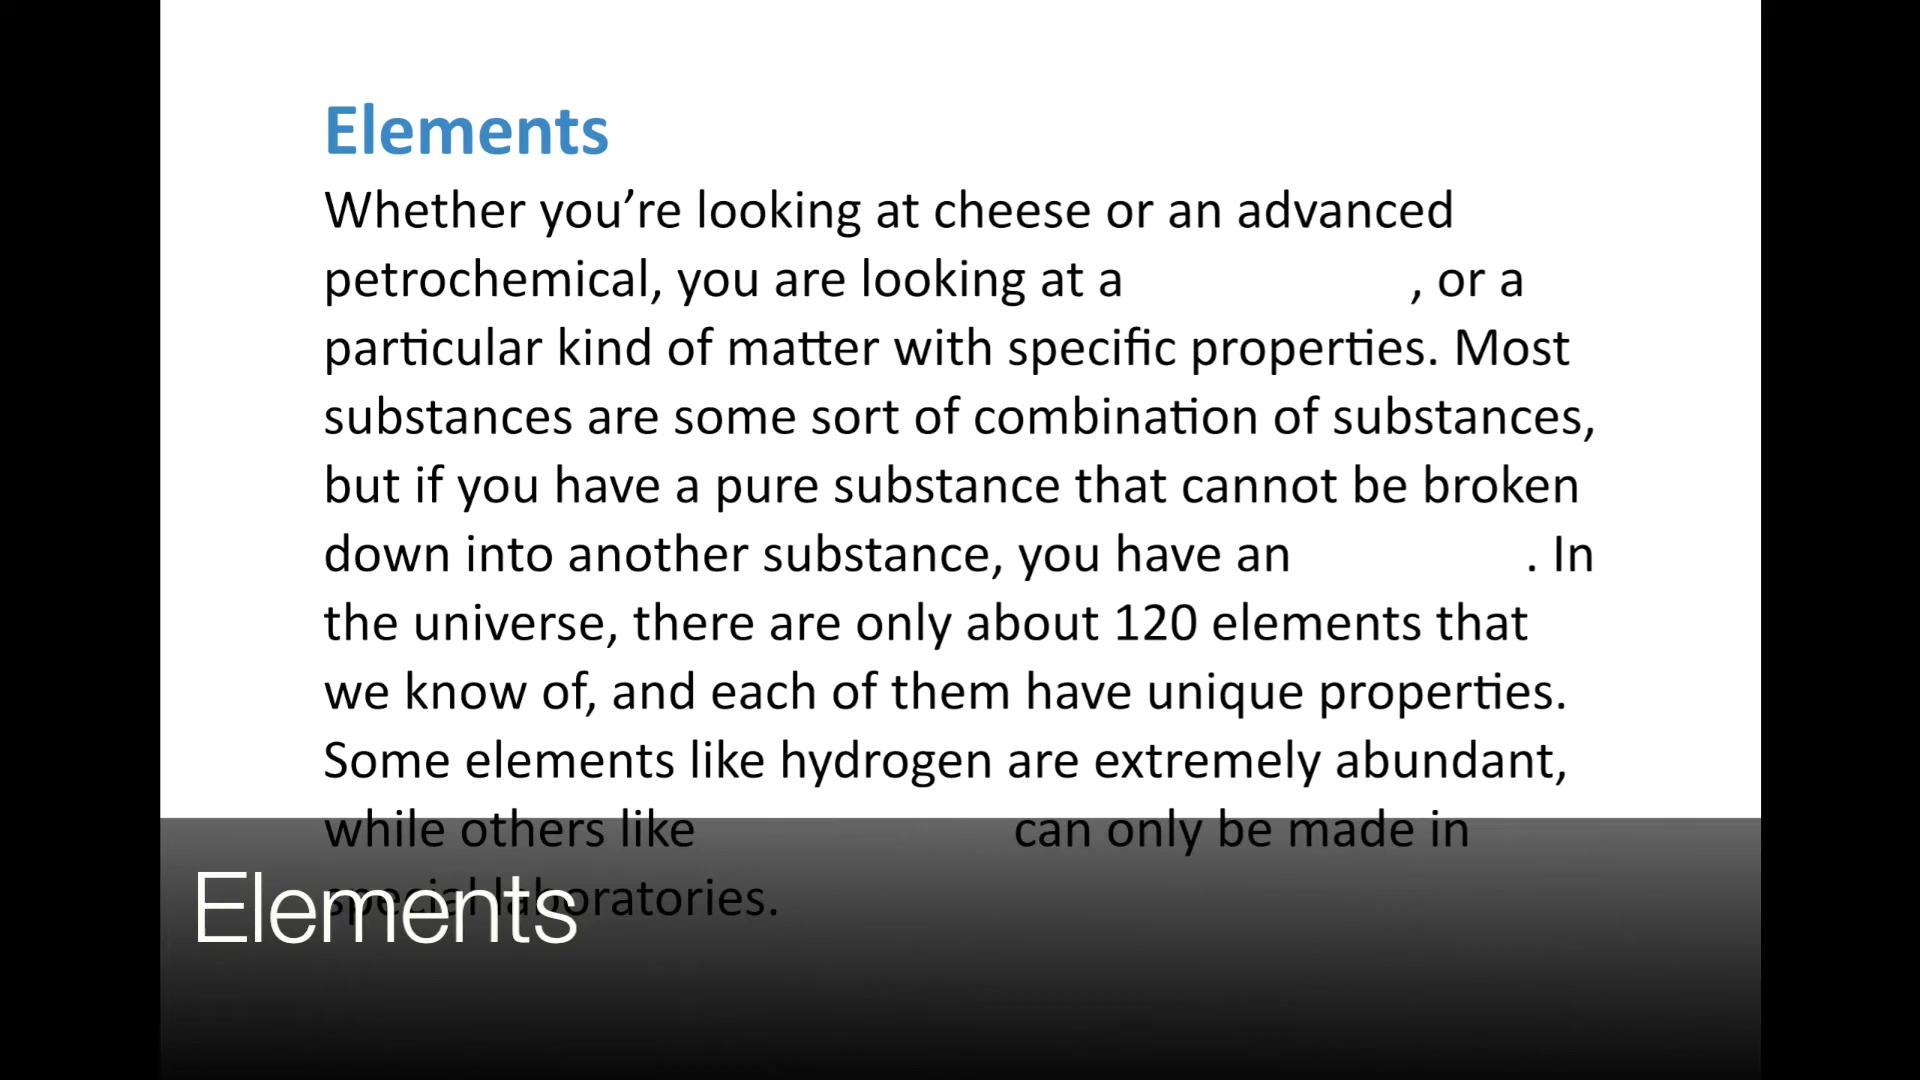 Elements
Whether you’re looking at cheese or an advanced
petrochemical, you are looking at a , or a
particular kind of matter with specific properties. Most
substances are some sort of combination of substances,
but if you have a pure substance that cannot be broken
down into another substance, you have an . In
the universe, there are only about 120 elements that
we know of, and each of them have unique properties.
Some elements like hydrogen are extremely abundant,
while others like can only be made in
special laboratories.
Elements